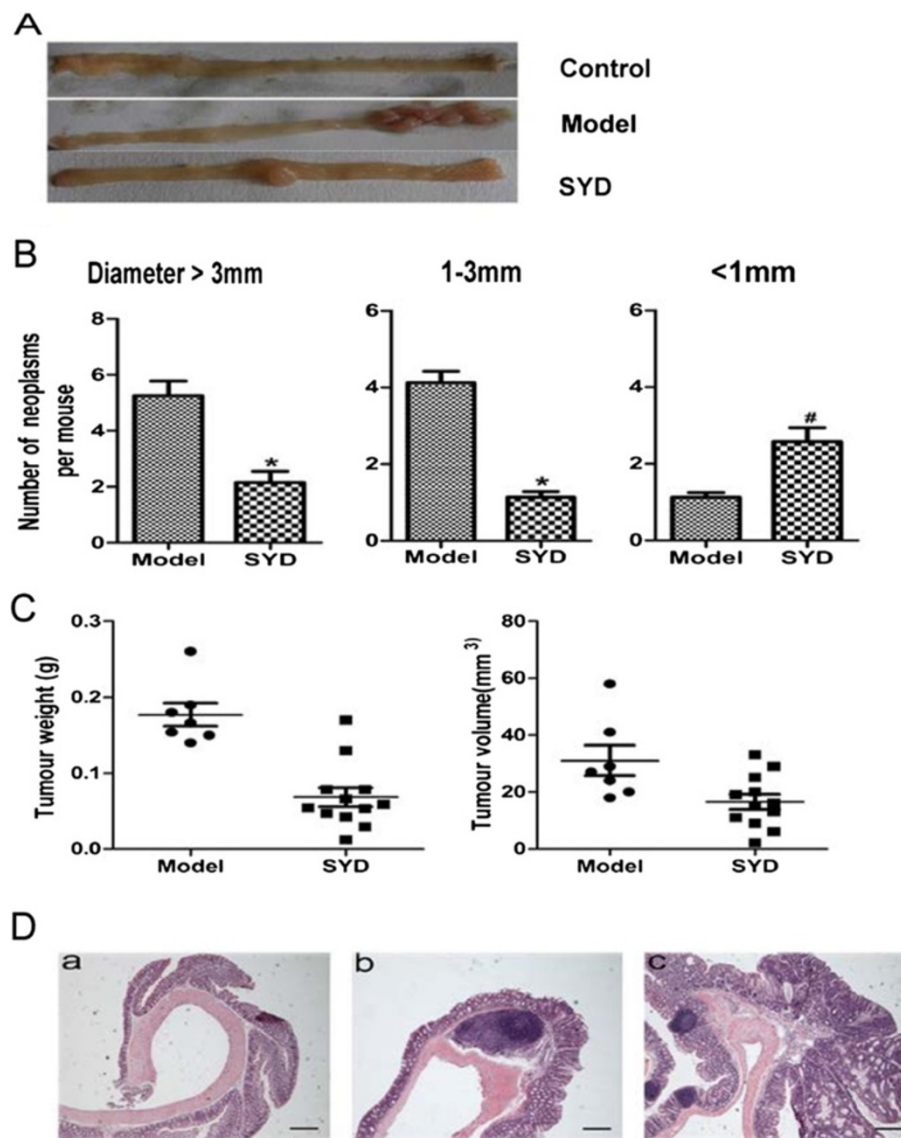 A
Control
Model
SYD
B
Diameter > 3mm
1-3mm
<1mm
Number of neoplasms
per mouse
8
6
4
2
0
*
Model
SYD
6
4
2
0
*
Model
SYD
6
4
2
0
#
Model
SYD
C
Tumour weight (g)
0.3
0.2
0.1
0.0
Model
SYD
Tumour volume(mm³)
80
60
40
20
0
Model
SYD
D
a
b
c